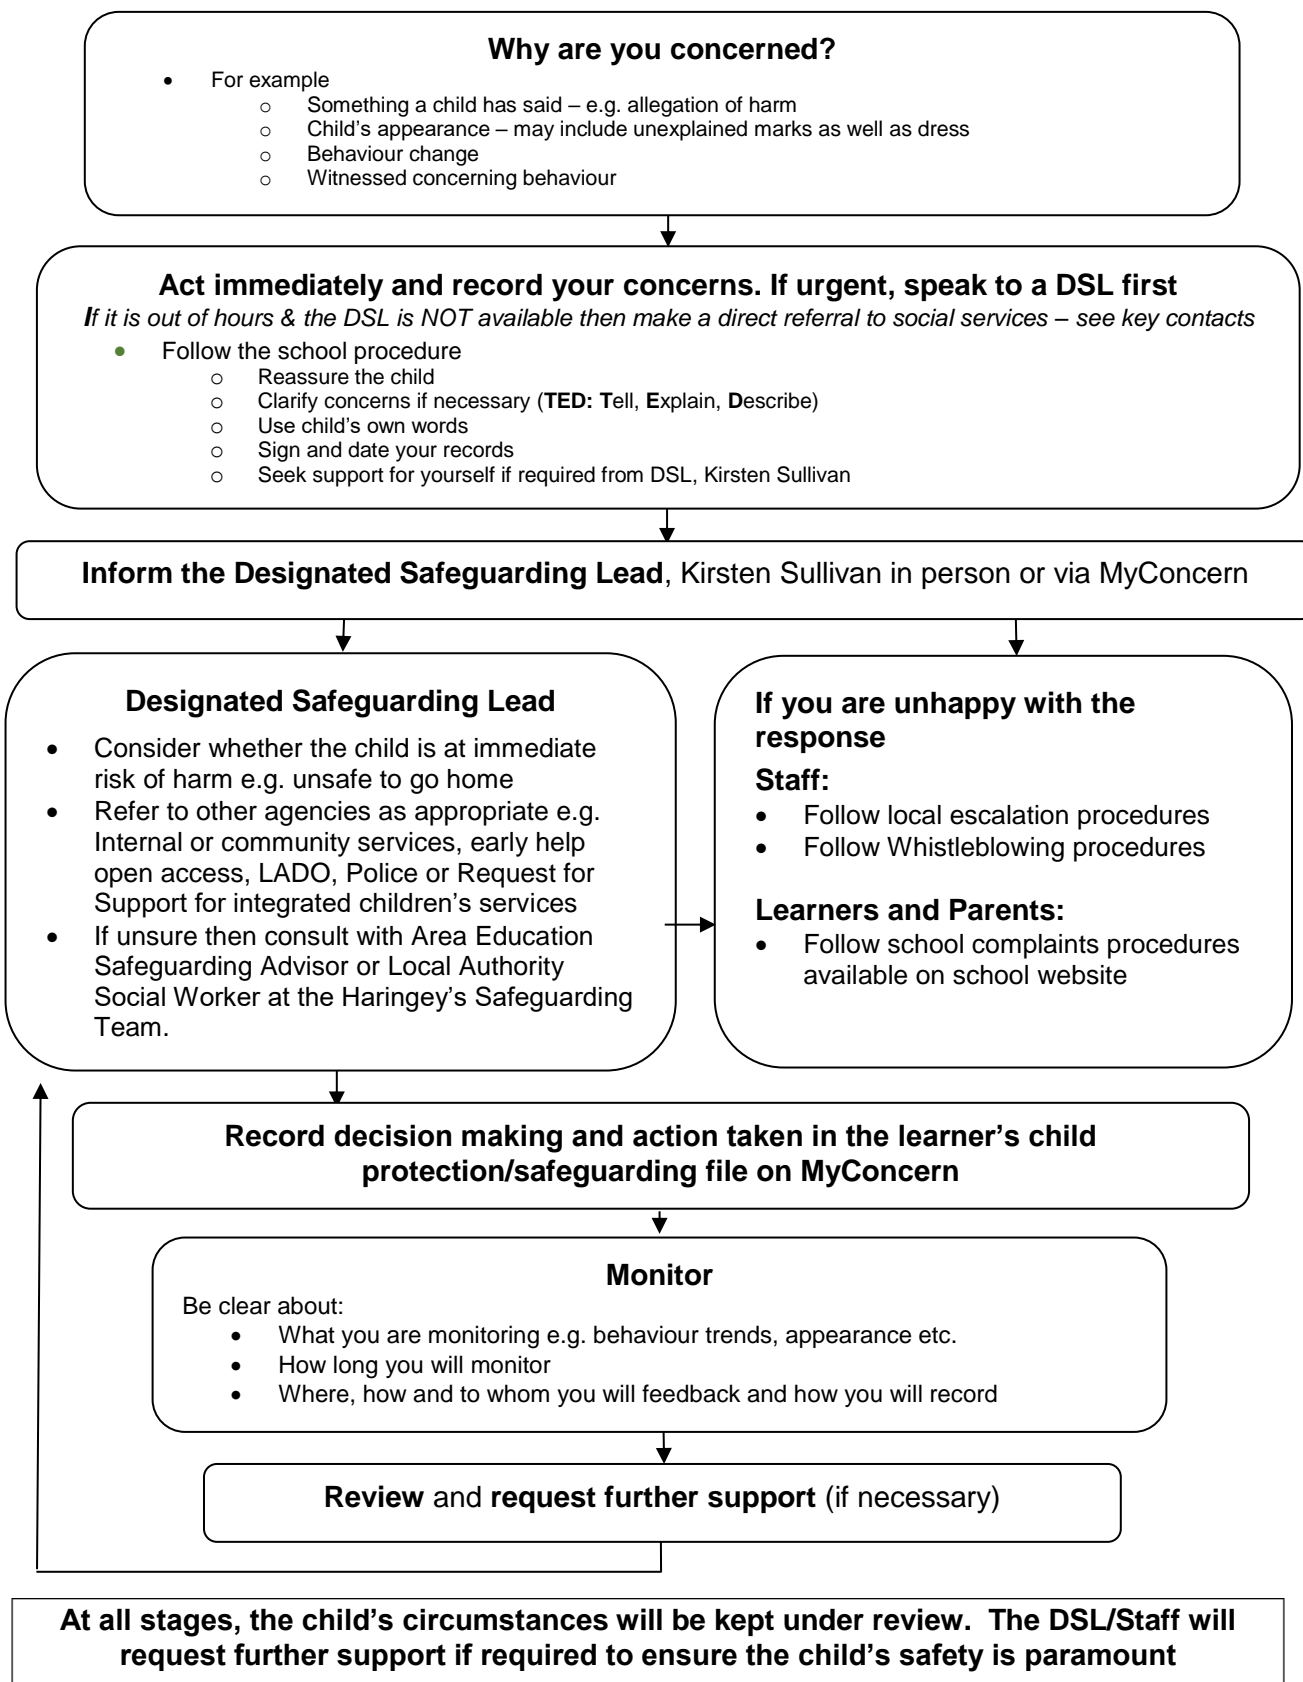 Why are you concerned?
• For example
o Something a child has said – e.g. allegation of harm
o Child's appearance – may include unexplained marks as well as dress
o Behaviour change
o Witnessed concerning behaviour
Act immediately and record your concerns. If urgent, speak to a DSL first
If it is out of hours & the DSL is NOT available then make a direct referral to social services – see key contacts
• Follow the school procedure
o Reassure the child
o Clarify concerns if necessary (TED: Tell, Explain, Describe)
o Use child's own words
o Sign and date your records
o Seek support for yourself if required from DSL, Kirsten Sullivan
Inform the Designated Safeguarding Lead, Kirsten Sullivan in person or via MyConcern
Designated Safeguarding Lead
• Consider whether the child is at immediate
risk of harm e.g. unsafe to go home
• Refer to other agencies as appropriate e.g.
Internal or community services, early help
open access, LADO, Police or Request for
Support for integrated children's services
• If unsure then consult with Area Education
Safeguarding Advisor or Local Authority
Social Worker at the Haringey's Safeguarding
Team.
If you are unhappy with the
response
Staff:
• Follow local escalation procedures
• Follow Whistleblowing procedures
Learners and Parents:
• Follow school complaints procedures
available on school website
Record decision making and action taken in the learner's child
protection/safeguarding file on MyConcern
Monitor
Be clear about:
• What you are monitoring e.g. behaviour trends, appearance etc.
• How long you will monitor
• Where, how and to whom you will feedback and how you will record
Review and request further support (if necessary)
At all stages, the child's circumstances will be kept under review.  The DSL/Staff will
request further support if required to ensure the child's safety is paramount